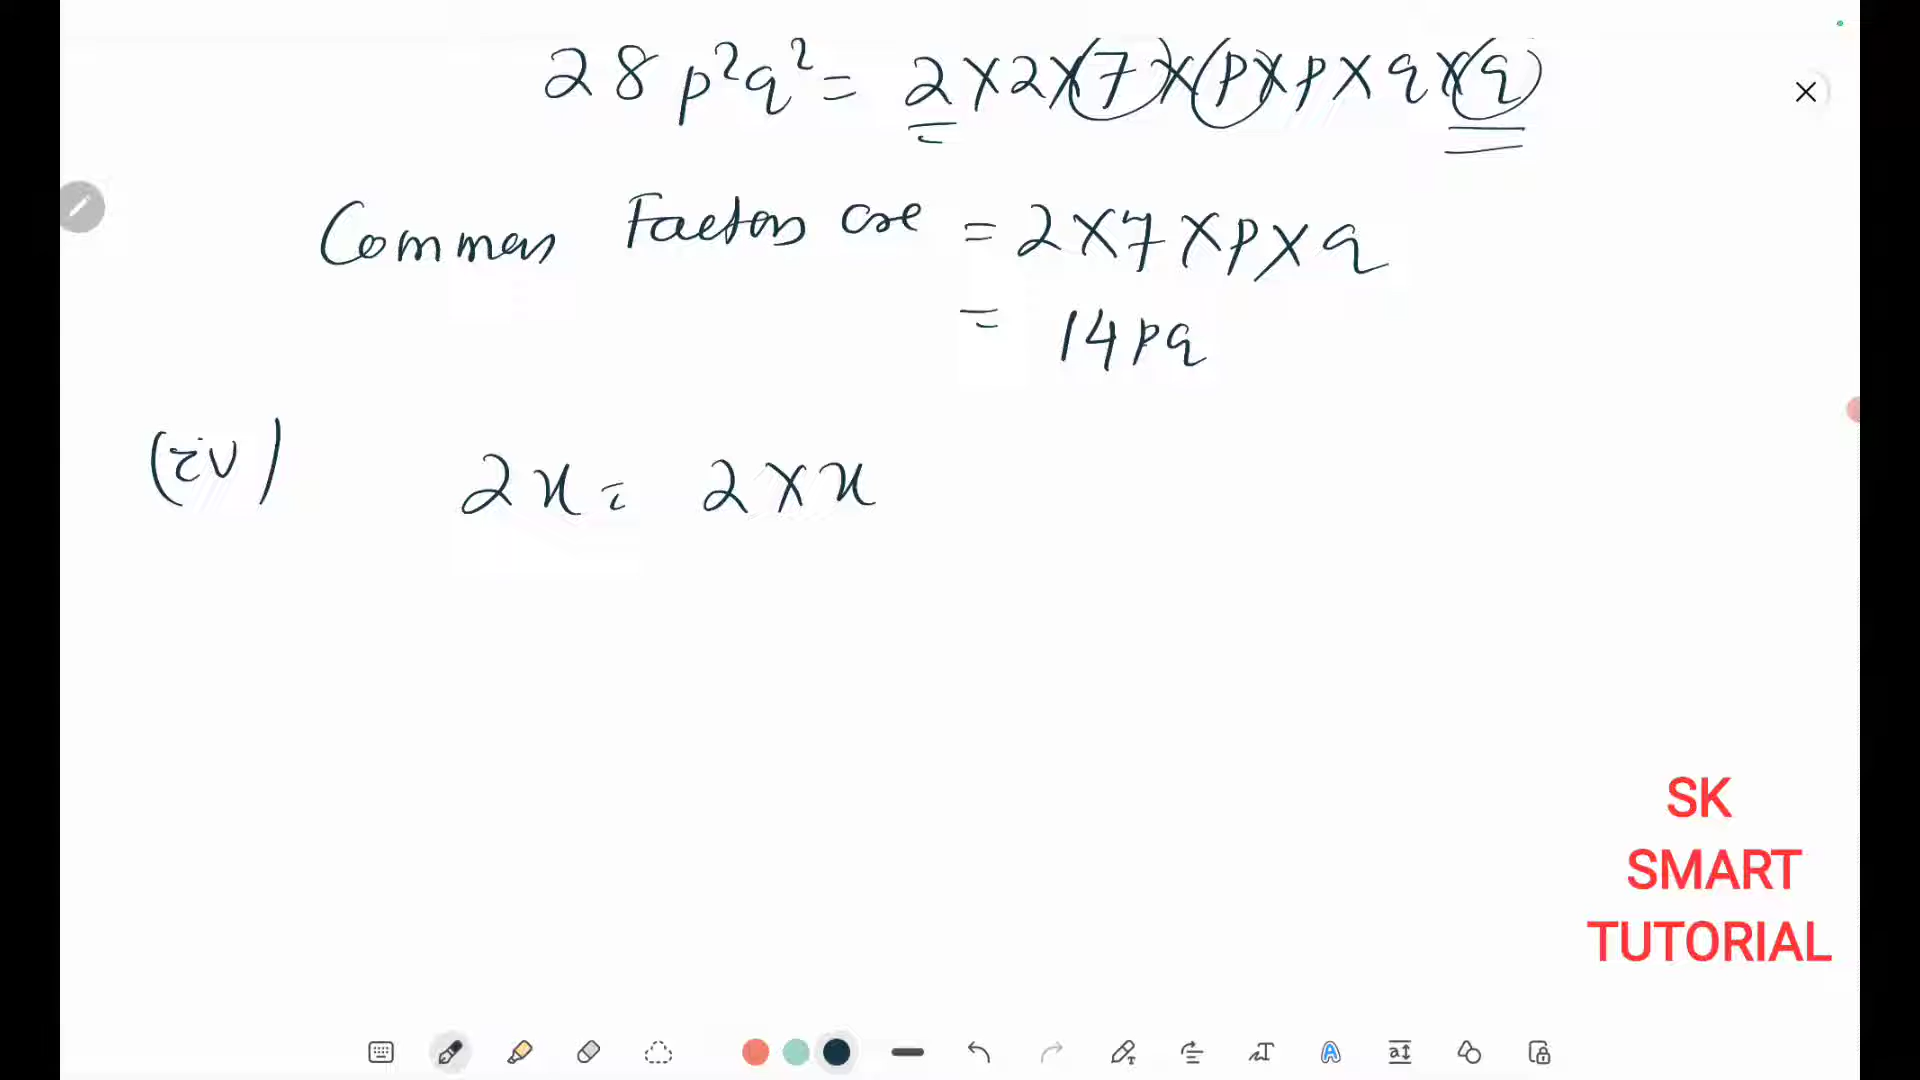 28p²q² = 2×2×7×p×p×q×q
Common Factors are = 2×7×p×q
= 14pq
(iv) 2x = 2×x
SK
SMART
TUTORIAL